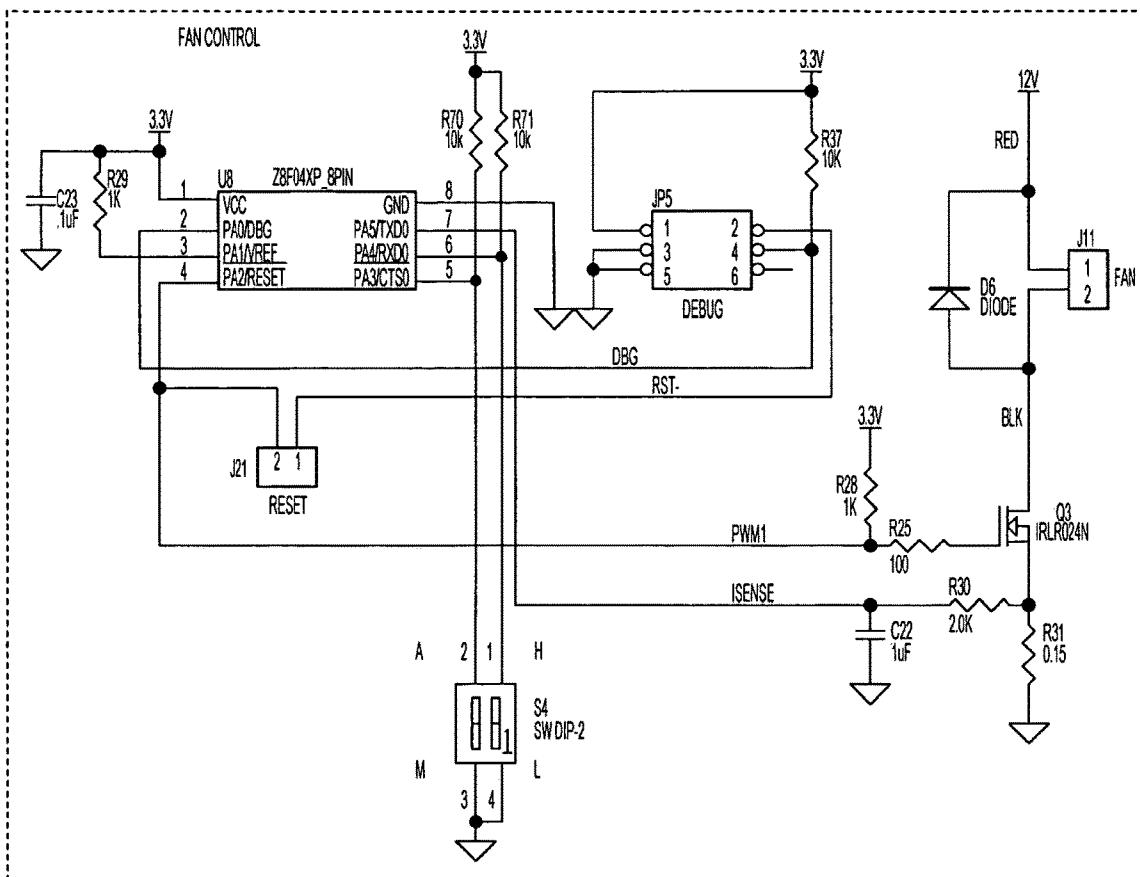 FAN CONTROL
3.3V
3.3V
3.3V
12V
RED
R70
10k
R71
10k
R37
10K
C23
.1uF
R29
1K
U8
Z8F04XP_8PIN
1
2
3
4
VCC
PA0/DBG
PA1/VREF
PA2/RESET
GND
PA5/TXD0
PA4/RXD0
PA3/CTS0
8
7
6
5
JP5
1
3
5
2
4
6
DEBUG
J11
1
2
FAN
D6
DIODE
DBG
RST-
BLK
J21
2
1
RESET
3.3V
R28
1K
R25
100
Q3
IRLR024N
PWM1
ISENSE
R30
2.0K
C22
1uF
R31
0.15
A
2
1
H
S4
SW DIP-2
1
M
L
3
4